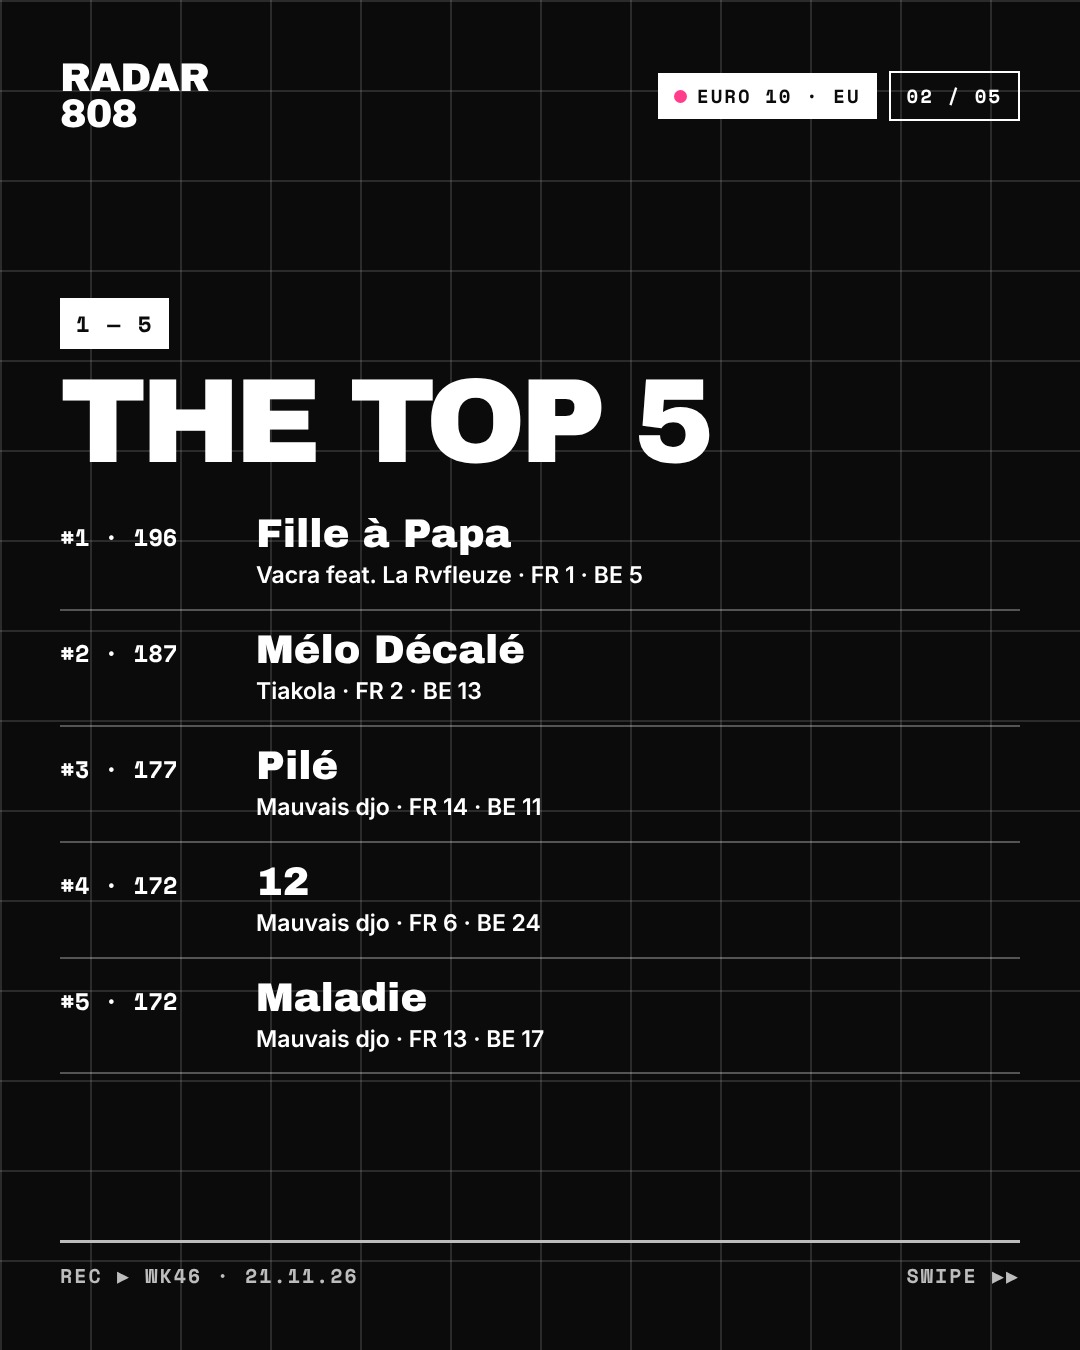 RADAR
808
EURO 10 · EU
02 / 05
1 — 5
THE TOP 5
#1 · 196
Fille à Papa
Vacra feat. La Rvfleuze · FR 1 · BE 5
#2 · 187
Mélo Décalé
Tiakola · FR 2 · BE 13
#3 · 177
Pilé
Mauvais djo · FR 14 · BE 11
#4 · 172
12
Mauvais djo · FR 6 · BE 24
#5 · 172
Maladie
Mauvais djo · FR 13 · BE 17
REC ▶ WK46 · 21.11.26
SWIPE ▶▶